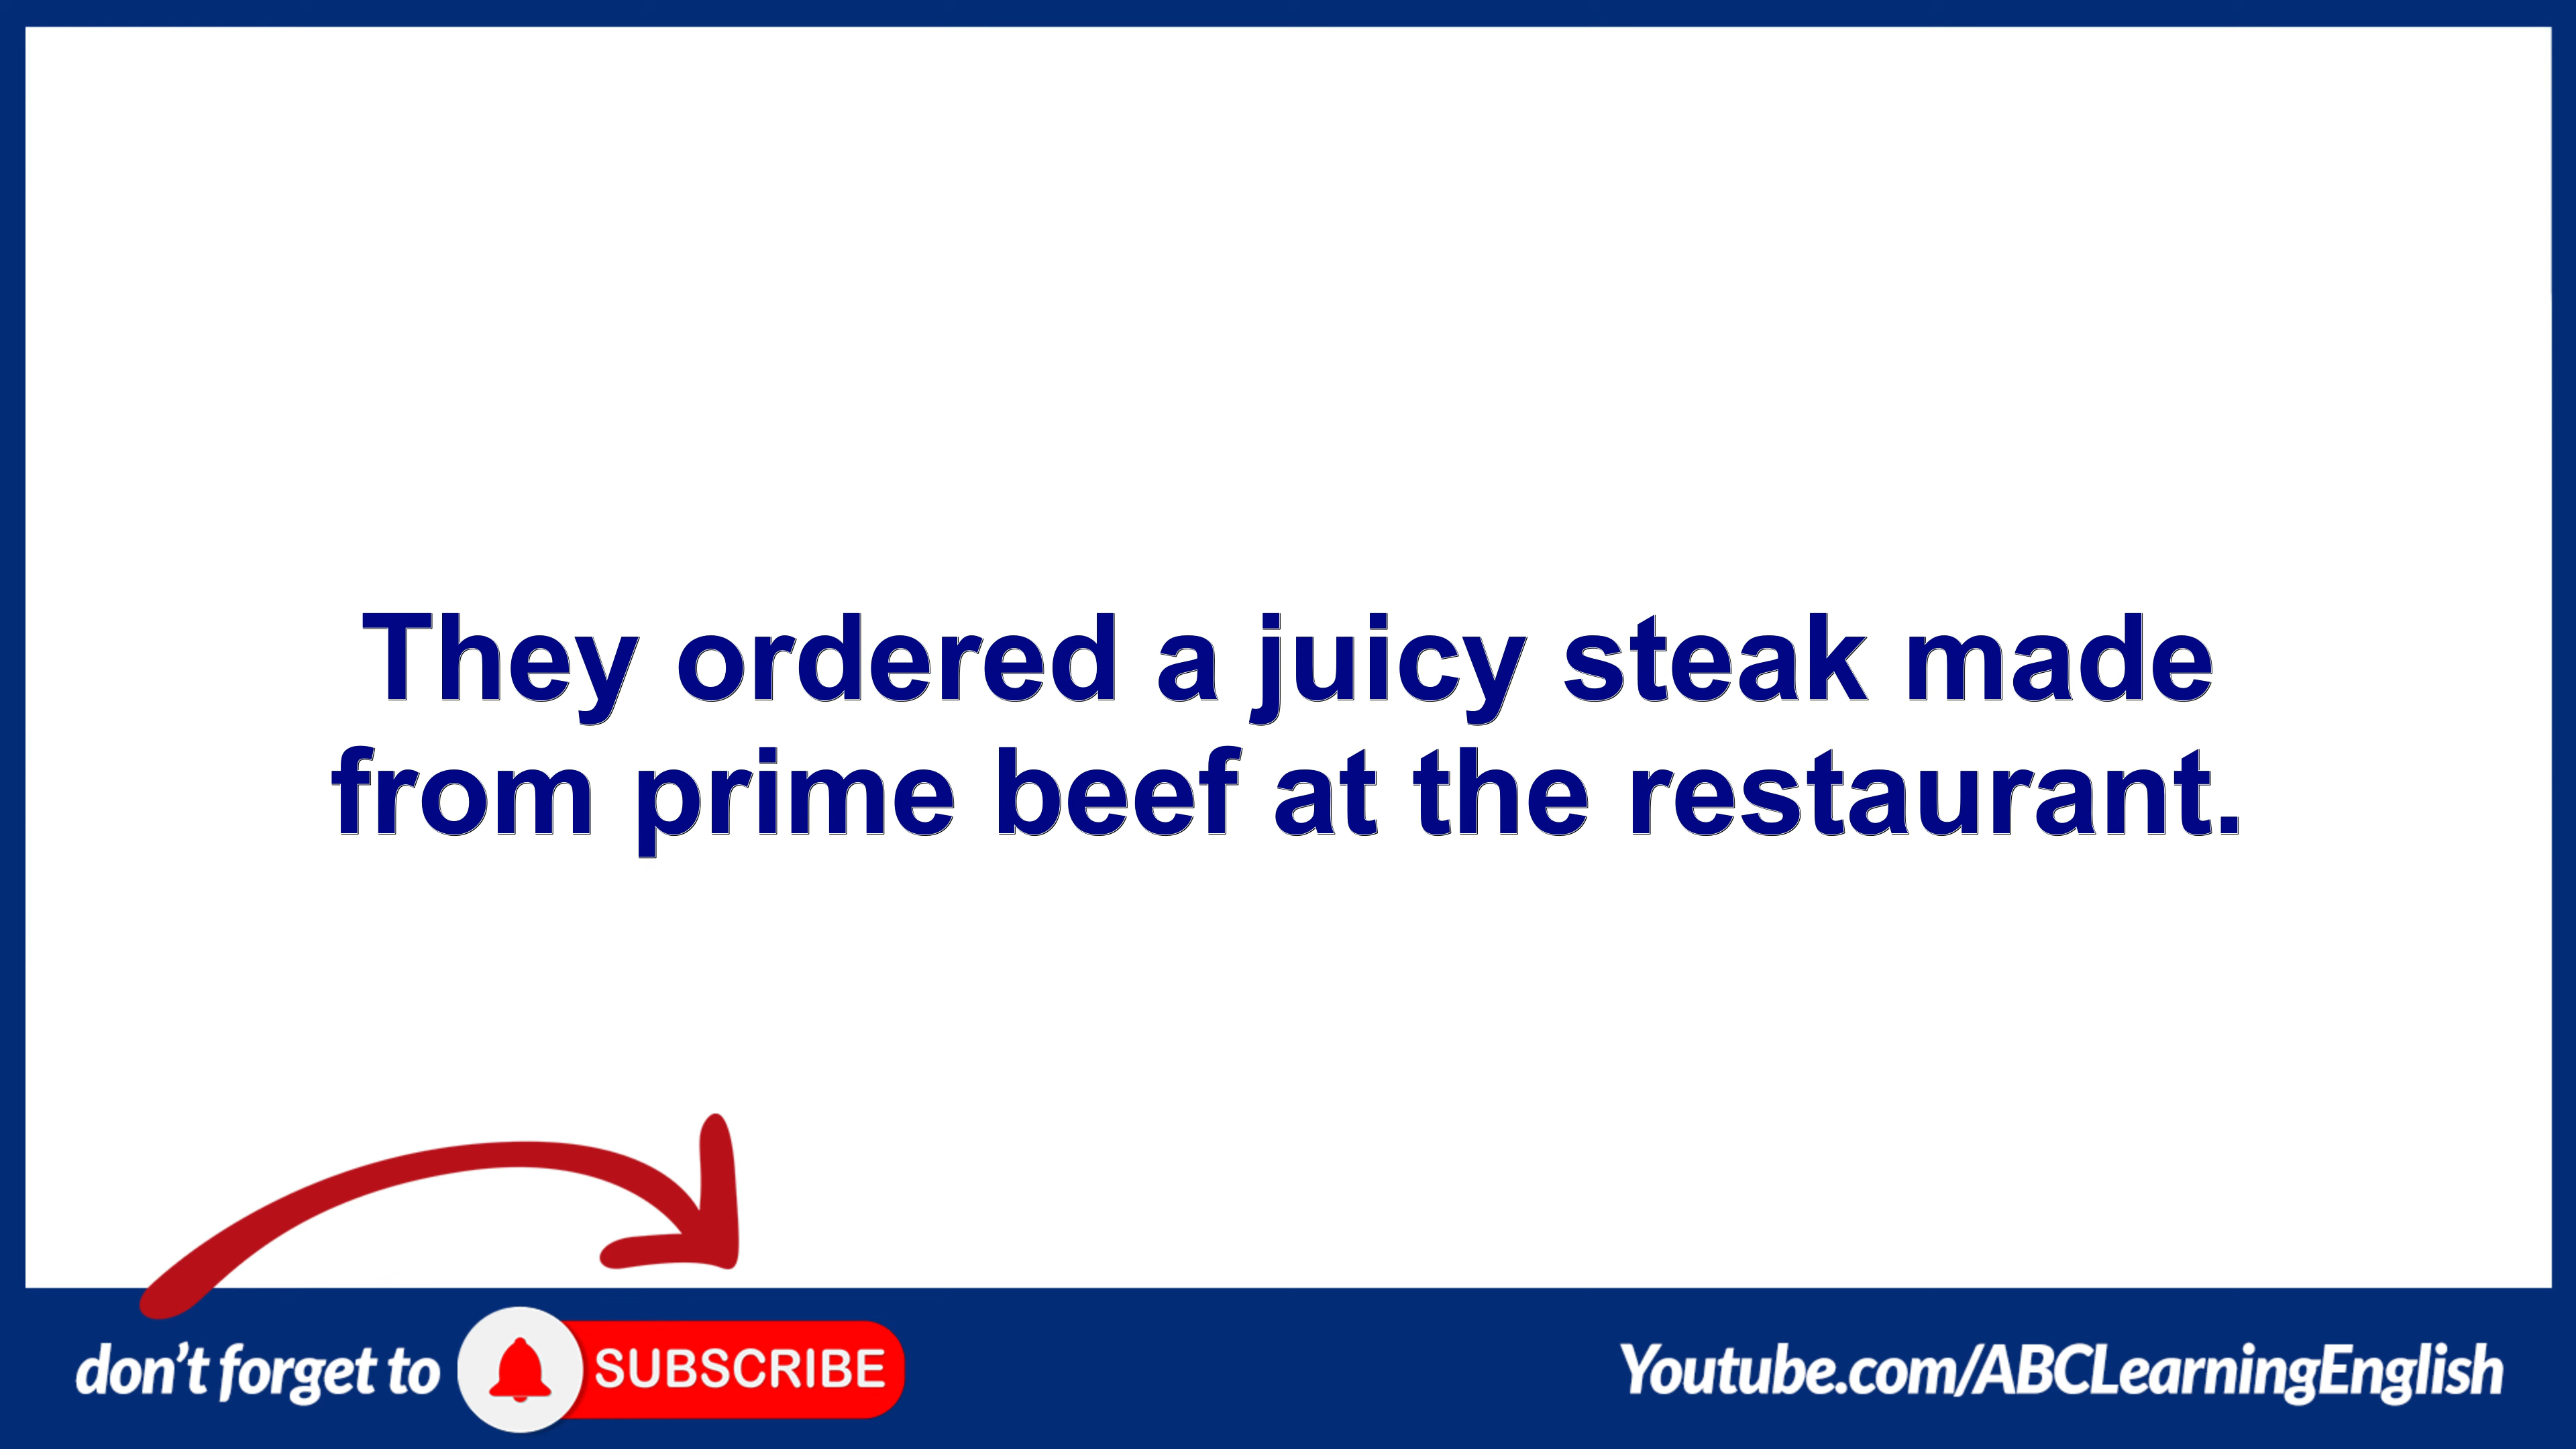 They ordered a juicy steak made
from prime beef at the restaurant.
don't forget to SUBSCRIBE
Youtube.com/ABCLearningEnglish